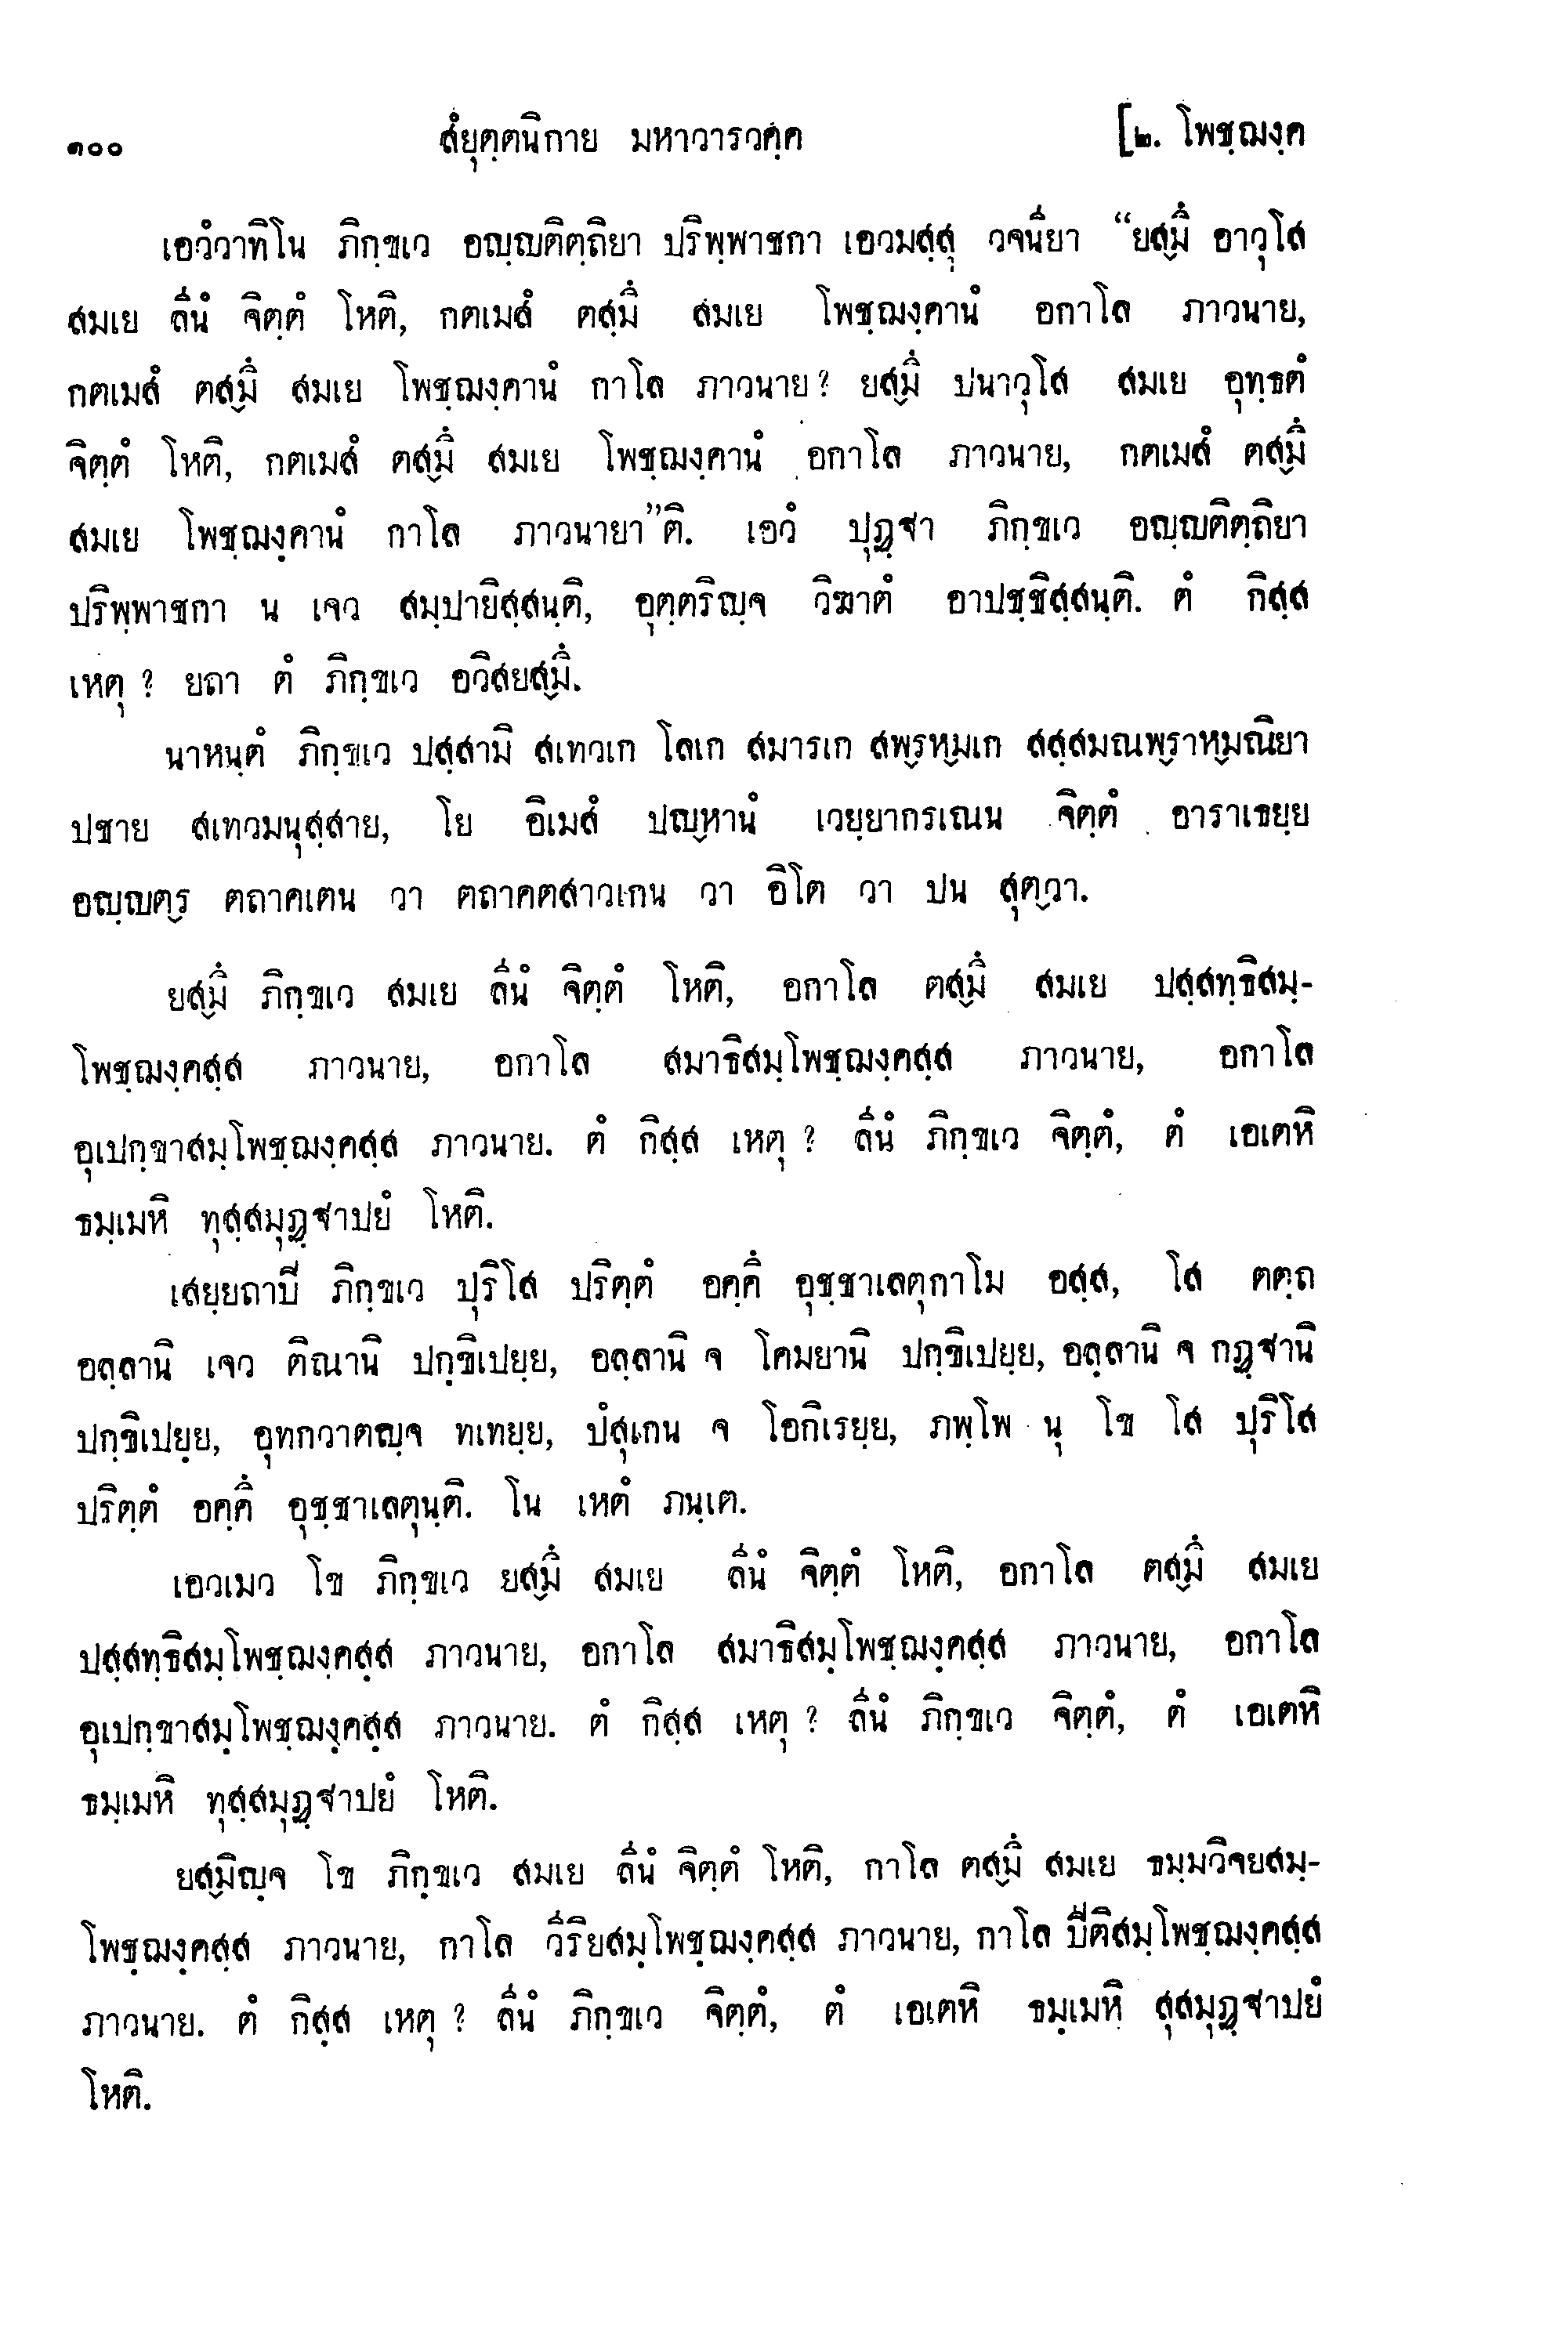 ๑๐๐ สํยุตฺตนิกาย มหาวารวคฺค [๒. โพชฺฌงฺค
เอวํวาทิโน ภิกฺขเว อญฺญติตฺถิยา ปริพฺพาชกา เอวมสฺสุ วจนียา “ยสฺมึ อาวุโส
สมเย ลีนํ จิตฺตํ โหติ, กตเมสํ ตสฺมึ สมเย โพชฺฌงฺคานํ อกาโล ภาวนาย,
กตเมสํ ตสฺมึ สมเย โพชฺฌงฺคานํ กาโล ภาวนาย? ยสฺมึ ปนาวุโส สมเย อุทฺธตํ
จิตฺตํ โหติ, กตเมสํ ตสฺมึ สมเย โพชฺฌงฺคานํ อกาโล ภาวนาย, กตเมสํ ตสฺมึ
สมเย โพชฺฌงฺคานํ กาโล ภาวนายา”ติ. เอวํ ปุฏฺฐา ภิกฺขเว อญฺญติตฺถิยา
ปริพฺพาชกา น เจว สมฺปายิสฺสนฺติ, อุตฺตริญฺจ วิฆาตํ อาปชฺชิสฺสนฺติ. ตํ กิสฺส
เหตุ? ยถา ตํ ภิกฺขเว อวิสยสฺมึ.
นาหนฺตํ ภิกฺขเว ปสฺสามิ สเทวเก โลเก สมารเก สพฺรหฺมเก สสฺสมณพฺราหฺมณิยา
ปชาย สเทวมนุสฺสาย, โย อิเมสํ ปญฺหานํ เวยฺยากรเณน จิตฺตํ อาราเธยฺย
อญฺญตฺร ตถาคเตน วา ตถาคตสาวเกน วา อิโต วา ปน สุตฺวา.
ยสฺมึ ภิกฺขเว สมเย ลีนํ จิตฺตํ โหติ, อกาโล ตสฺมึ สมเย ปสฺสทฺธิสมฺ-
โพชฺฌงฺคสฺส ภาวนาย, อกาโล สมาธิสมฺโพชฺฌงฺคสฺส ภาวนาย, อกาโล
อุเปกฺขาสมฺโพชฺฌงฺคสฺส ภาวนาย. ตํ กิสฺส เหตุ? ลีนํ ภิกฺขเว จิตฺตํ, ตํ เอเตหิ
ธมฺเมหิ ทุสฺสมุฏฺฐาปยํ โหติ.
เสยฺยถาปี ภิกฺขเว ปุริโส ปริตฺตํ อคฺคึ อุชฺชาเลตุกาโม อสฺส, โส ตตฺถ
อลฺลานิ เจว ติณานิ ปกฺขิเปยฺย, อลฺลานิ จ โคมยานิ ปกฺขิเปยฺย, อลฺลานิ จ กฏฺฐานิ
ปกฺขิเปยฺย, อุทกวาตญฺจ ทเทยฺย, ปํสุเกน จ โอกิเรยฺย, ภพฺโพ นุ โข โส ปุริโส
ปริตฺตํ อคฺคึ อุชฺชาเลตุนฺติ. โน เหตํ ภนฺเต.
เอวเมว โข ภิกฺขเว ยสฺมึ สมเย ลีนํ จิตฺตํ โหติ, อกาโล ตสฺมึ สมเย
ปสฺสทฺธิสมฺโพชฺฌงฺคสฺส ภาวนาย, อกาโล สมาธิสมฺโพชฺฌงฺคสฺส ภาวนาย, อกาโล
อุเปกฺขาสมฺโพชฺฌงฺคสฺส ภาวนาย. ตํ กิสฺส เหตุ? ลีนํ ภิกฺขเว จิตฺตํ, ตํ เอเตหิ
ธมฺเมหิ ทุสฺสมุฏฺฐาปยํ โหติ.
ยสฺมิญฺจ โข ภิกฺขเว สมเย ลีนํ จิตฺตํ โหติ, กาโล ตสฺมึ สมเย ธมฺมวิจยสมฺ-
โพชฺฌงฺคสฺส ภาวนาย, กาโล วีริยสมฺโพชฺฌงฺคสฺส ภาวนาย, กาโล ปีติสมฺโพชฺฌงฺคสฺส
ภาวนาย. ตํ กิสฺส เหตุ? ลีนํ ภิกฺขเว จิตฺตํ, ตํ เอเตหิ ธมฺเมหิ สุสมุฏฺฐาปยํ
โหติ.